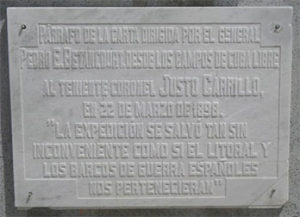 PÁRRAFO DE LA CARTA DIRIGIDA POR EL GENERAL
PEDRO E. BETANCOURT DESDE LOS CAMPOS DE CUBA LIBRE
AL TENIENTE CORONEL JUSTO CARRILLO,
EN 22 DE MARZO DE 1898.
"LA EXPEDICIÓN SE SALVÓ TAN SIN
INCONVENIENTE COMO SI EL LITORAL Y
LOS BARCOS DE GUERRA ESPAÑOLES
NOS PERTENECIERAN"